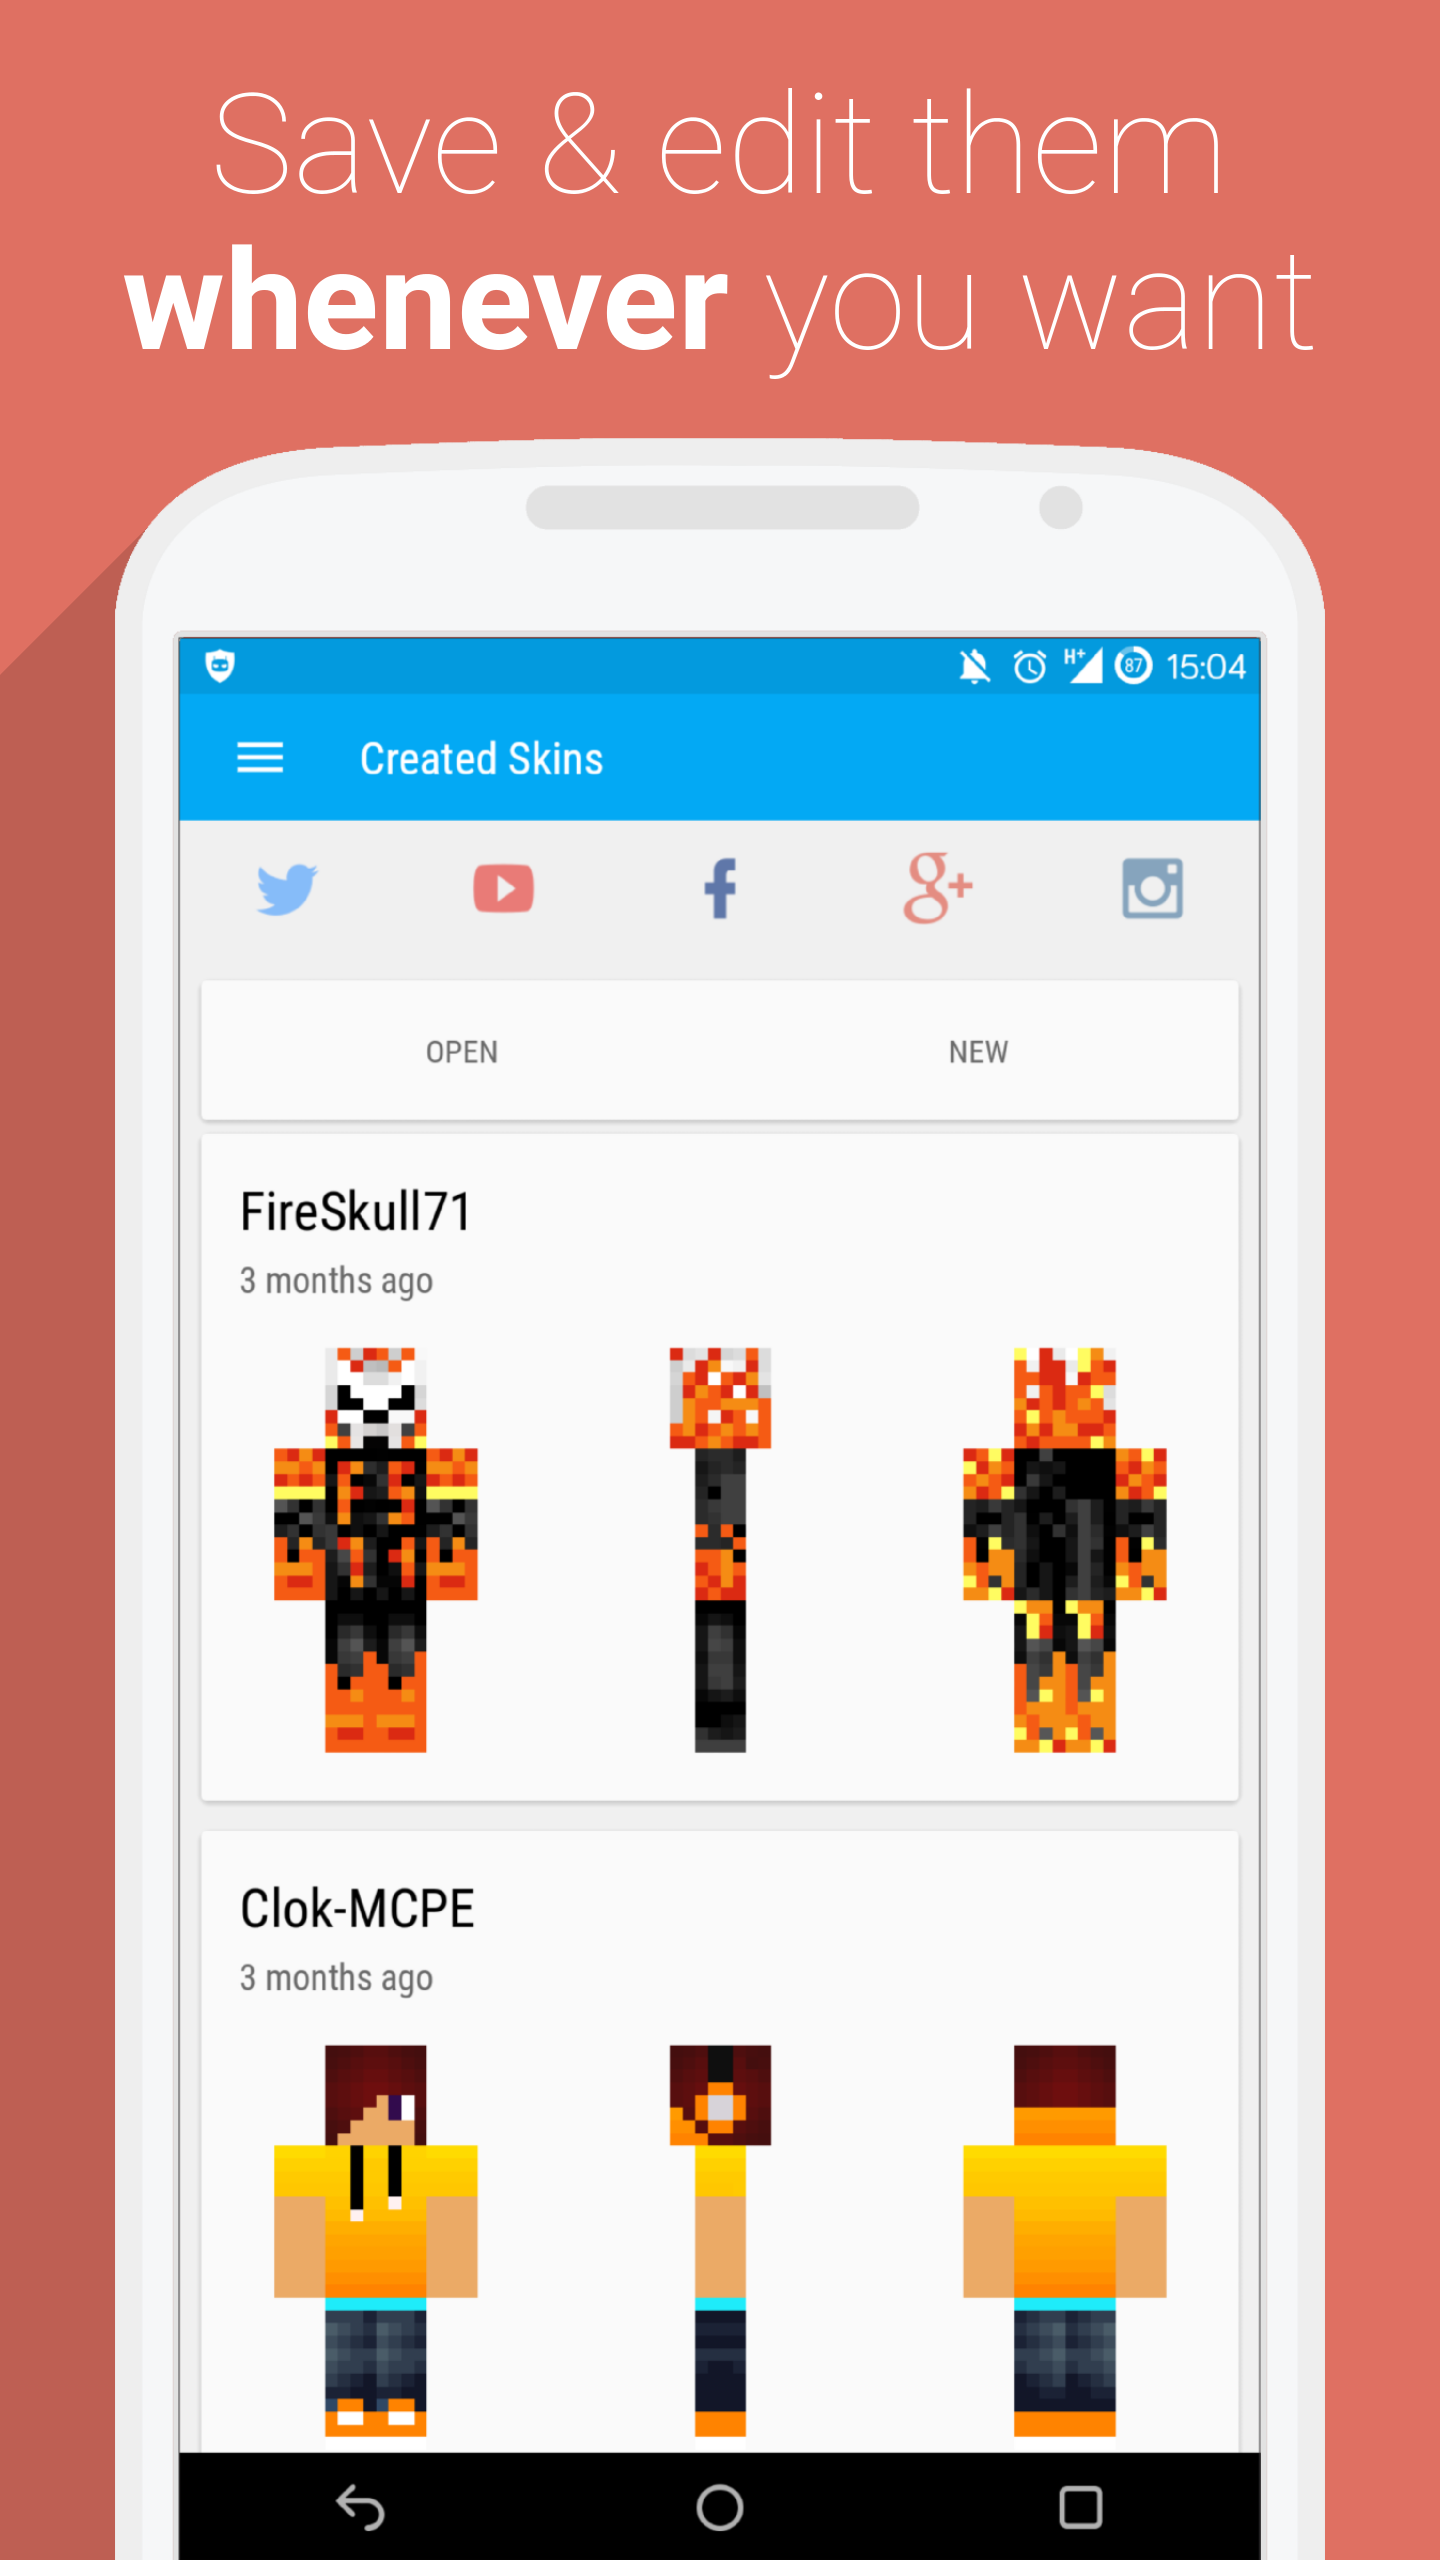 Save & edit them
whenever you want
H+ 87 15:04
Created Skins
g+
OPEN NEW
FireSkull71
3 months ago
Clok-MCPE
3 months ago